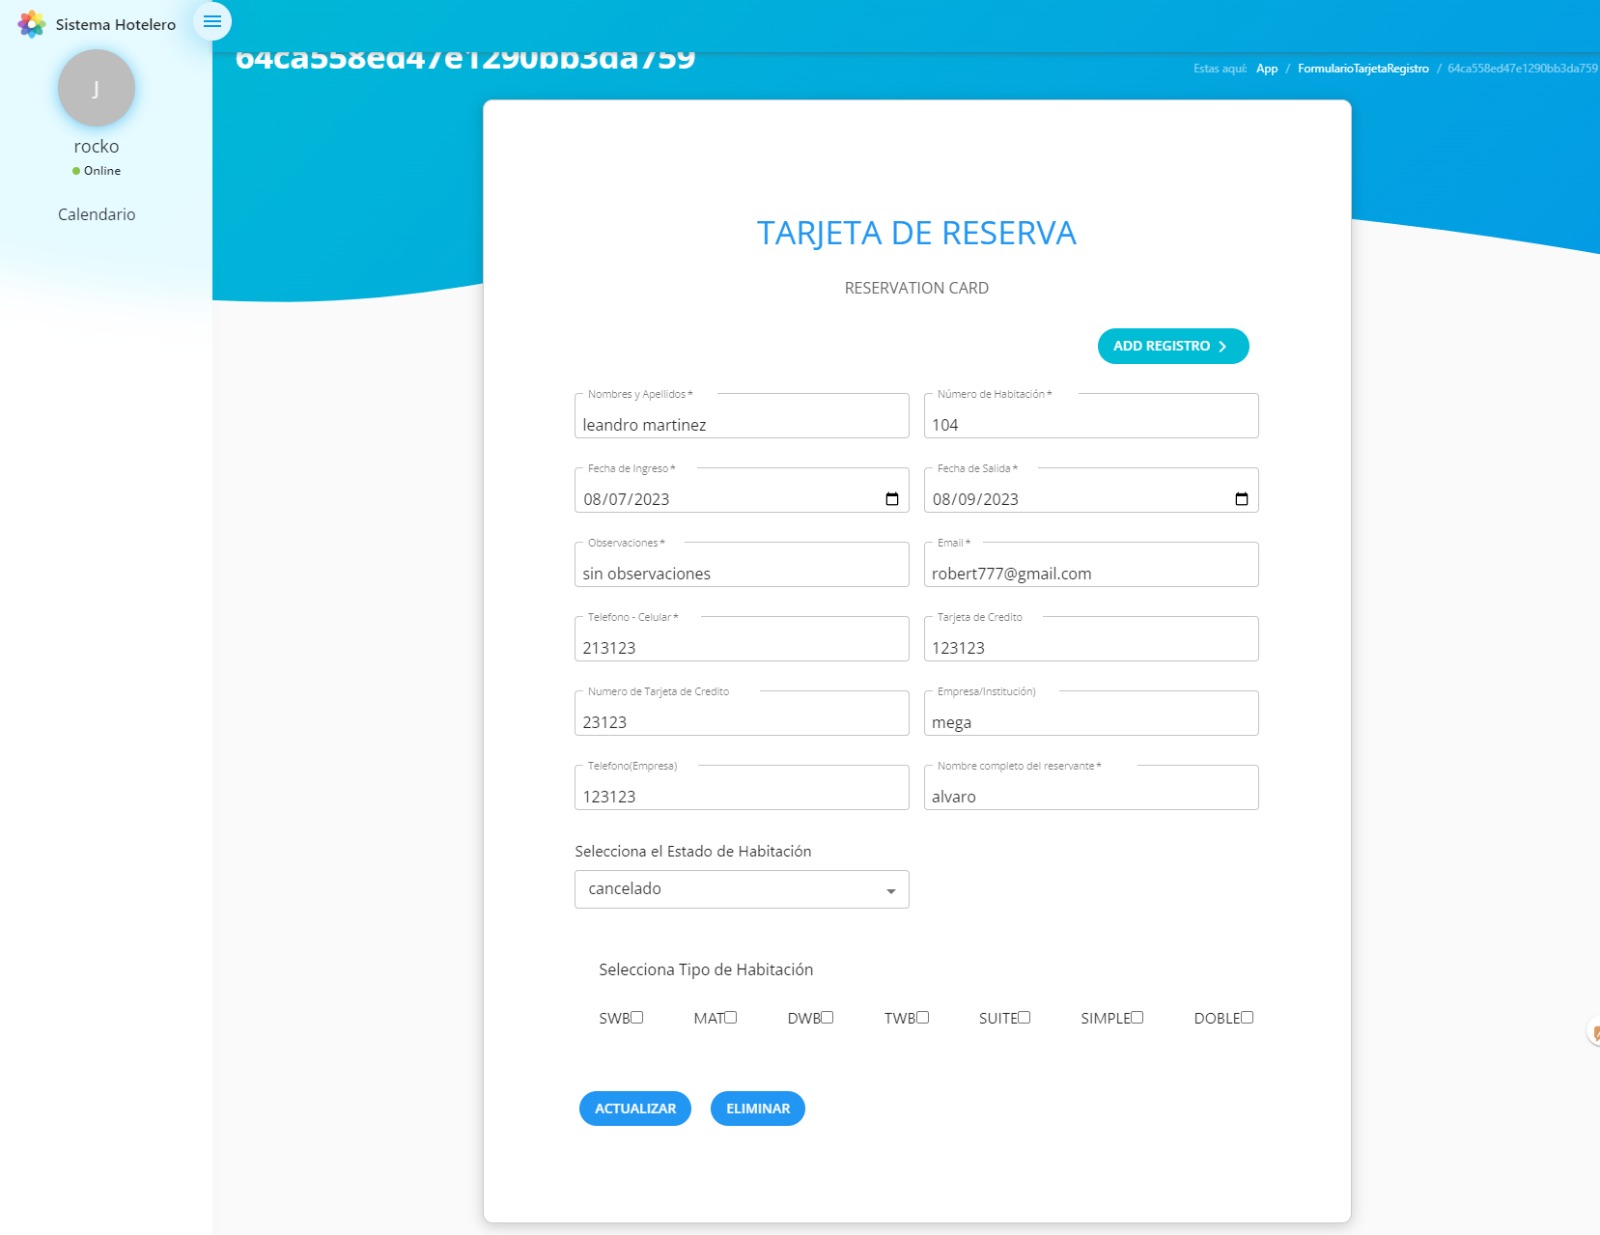 Sistema Hotelero
64ca558ed47e1290bb3da759
Estas aquí: App / FormularioTarjetaRegistro / 64ca558ed47e1290bb3da759
J
rocko
Online
Calendario
TARJETA DE RESERVA
RESERVATION CARD
ADD REGISTRO
Nombres y Apellidos * Número de Habitación *
leandro martinez 104
Fecha de Ingreso * Fecha de Salida *
08/07/2023 08/09/2023
Observaciones * Email *
sin observaciones robert777@gmail.com
Telefono - Celular * Tarjeta de Credito
213123 123123
Numero de Tarjeta de Credito Empresa/Institución)
23123 mega
Telefono(Empresa) Nombre completo del reservante *
123123 alvaro
Selecciona el Estado de Habitación
cancelado
Selecciona Tipo de Habitación
SWB MAT DWB TWB SUITE SIMPLE DOBLE
ACTUALIZAR ELIMINAR